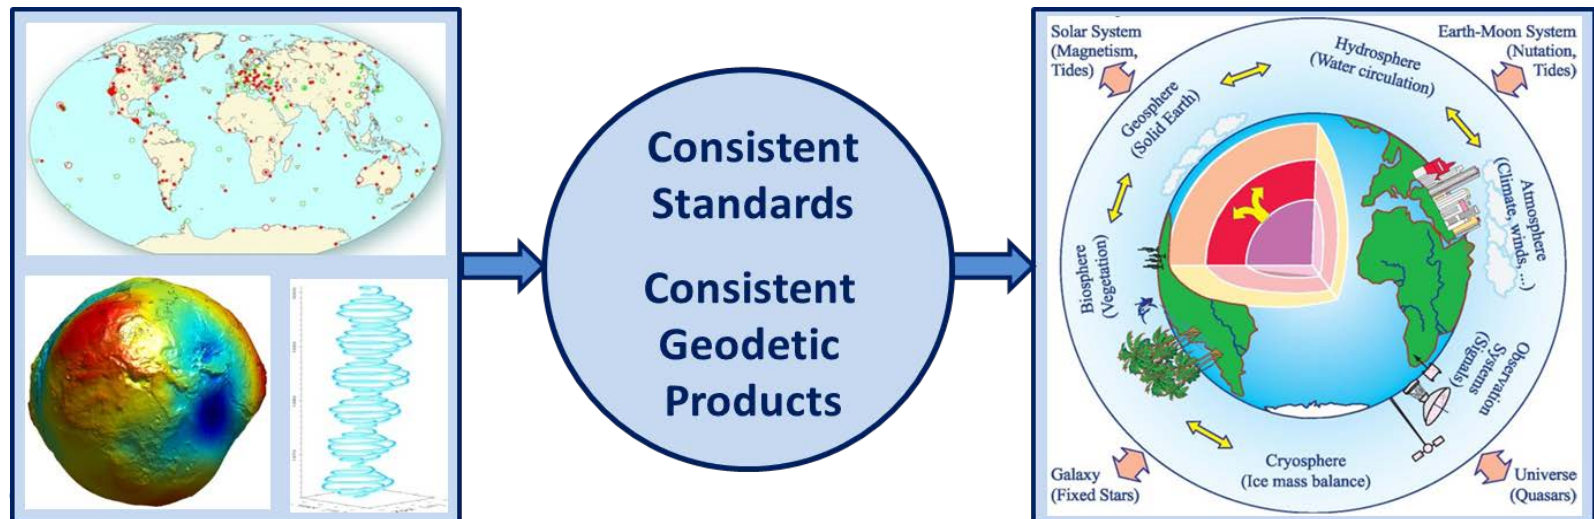 Consistent
Standards
Consistent
Geodetic
Products
Solar System
(Magnetism,
Tides)
Earth-Moon System
(Nutation,
Tides)
Hydrosphere
(Water circulation)
Geosphere
(Solid Earth)
Atmosphere
(Climate, winds, ...)
Biosphere
(Vegetation)
Observation
Systems
(Signals)
Cryosphere
(Ice mass balance)
Galaxy
(Fixed Stars)
Universe
(Quasars)